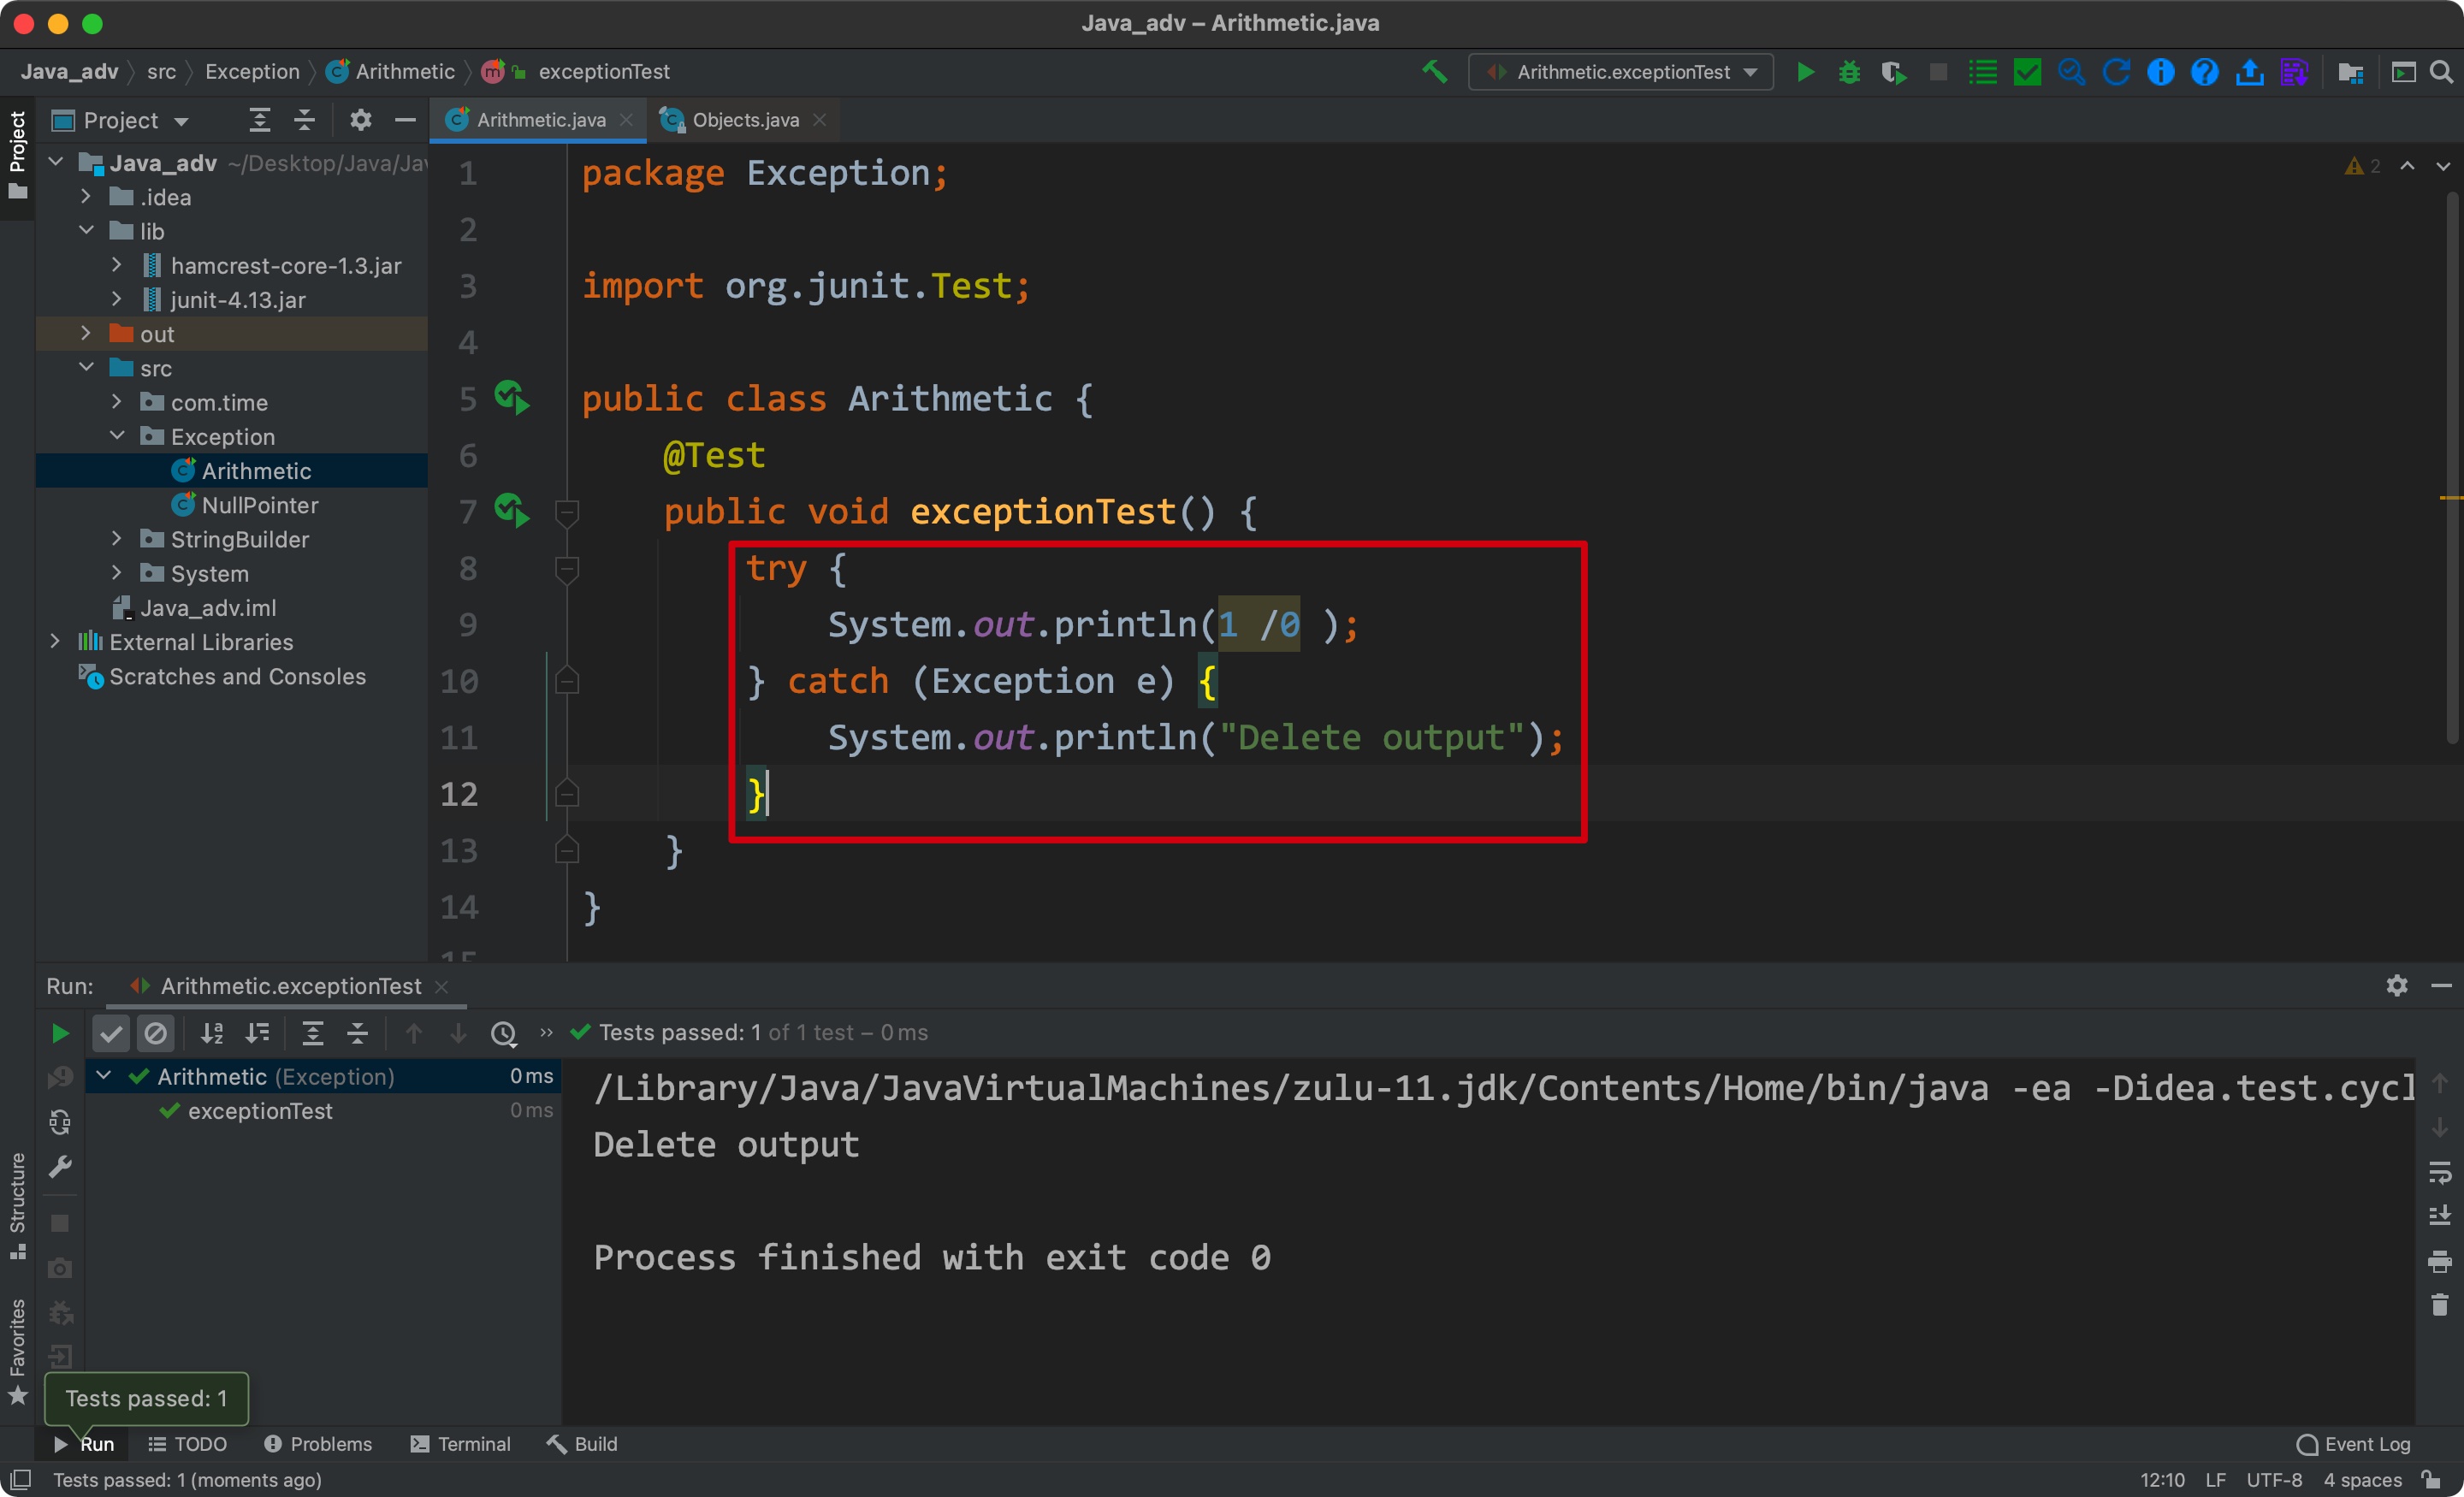 Java_adv – Arithmetic.java
Java_adv src Exception Arithmetic exceptionTest
Arithmetic.exceptionTest
Project
Project
Arithmetic.java
Objects.java
Java_adv ~/Desktop/Java/Jav
.idea
lib
hamcrest-core-1.3.jar
junit-4.13.jar
out
src
com.time
Exception
Arithmetic
NullPointer
StringBuilder
System
Java_adv.iml
External Libraries
Scratches and Consoles
2
1 package Exception;
2
3 import org.junit.Test;
4
5 public class Arithmetic {
6 @Test
7 public void exceptionTest() {
8 try {
9 System.out.println(1 /0 );
10 } catch (Exception e) {
11 System.out.println("Delete output");
12 }
13 }
14 }
15
Run: Arithmetic.exceptionTest
Tests passed: 1 of 1 test – 0 ms
Arithmetic (Exception) 0 ms
exceptionTest 0 ms
/Library/Java/JavaVirtualMachines/zulu-11.jdk/Contents/Home/bin/java -ea -Didea.test.cycl
Delete output
Process finished with exit code 0
Structure
Favorites
Tests passed: 1
Run TODO Problems Terminal Build Event Log
Tests passed: 1 (moments ago) 12:10 LF UTF-8 4 spaces